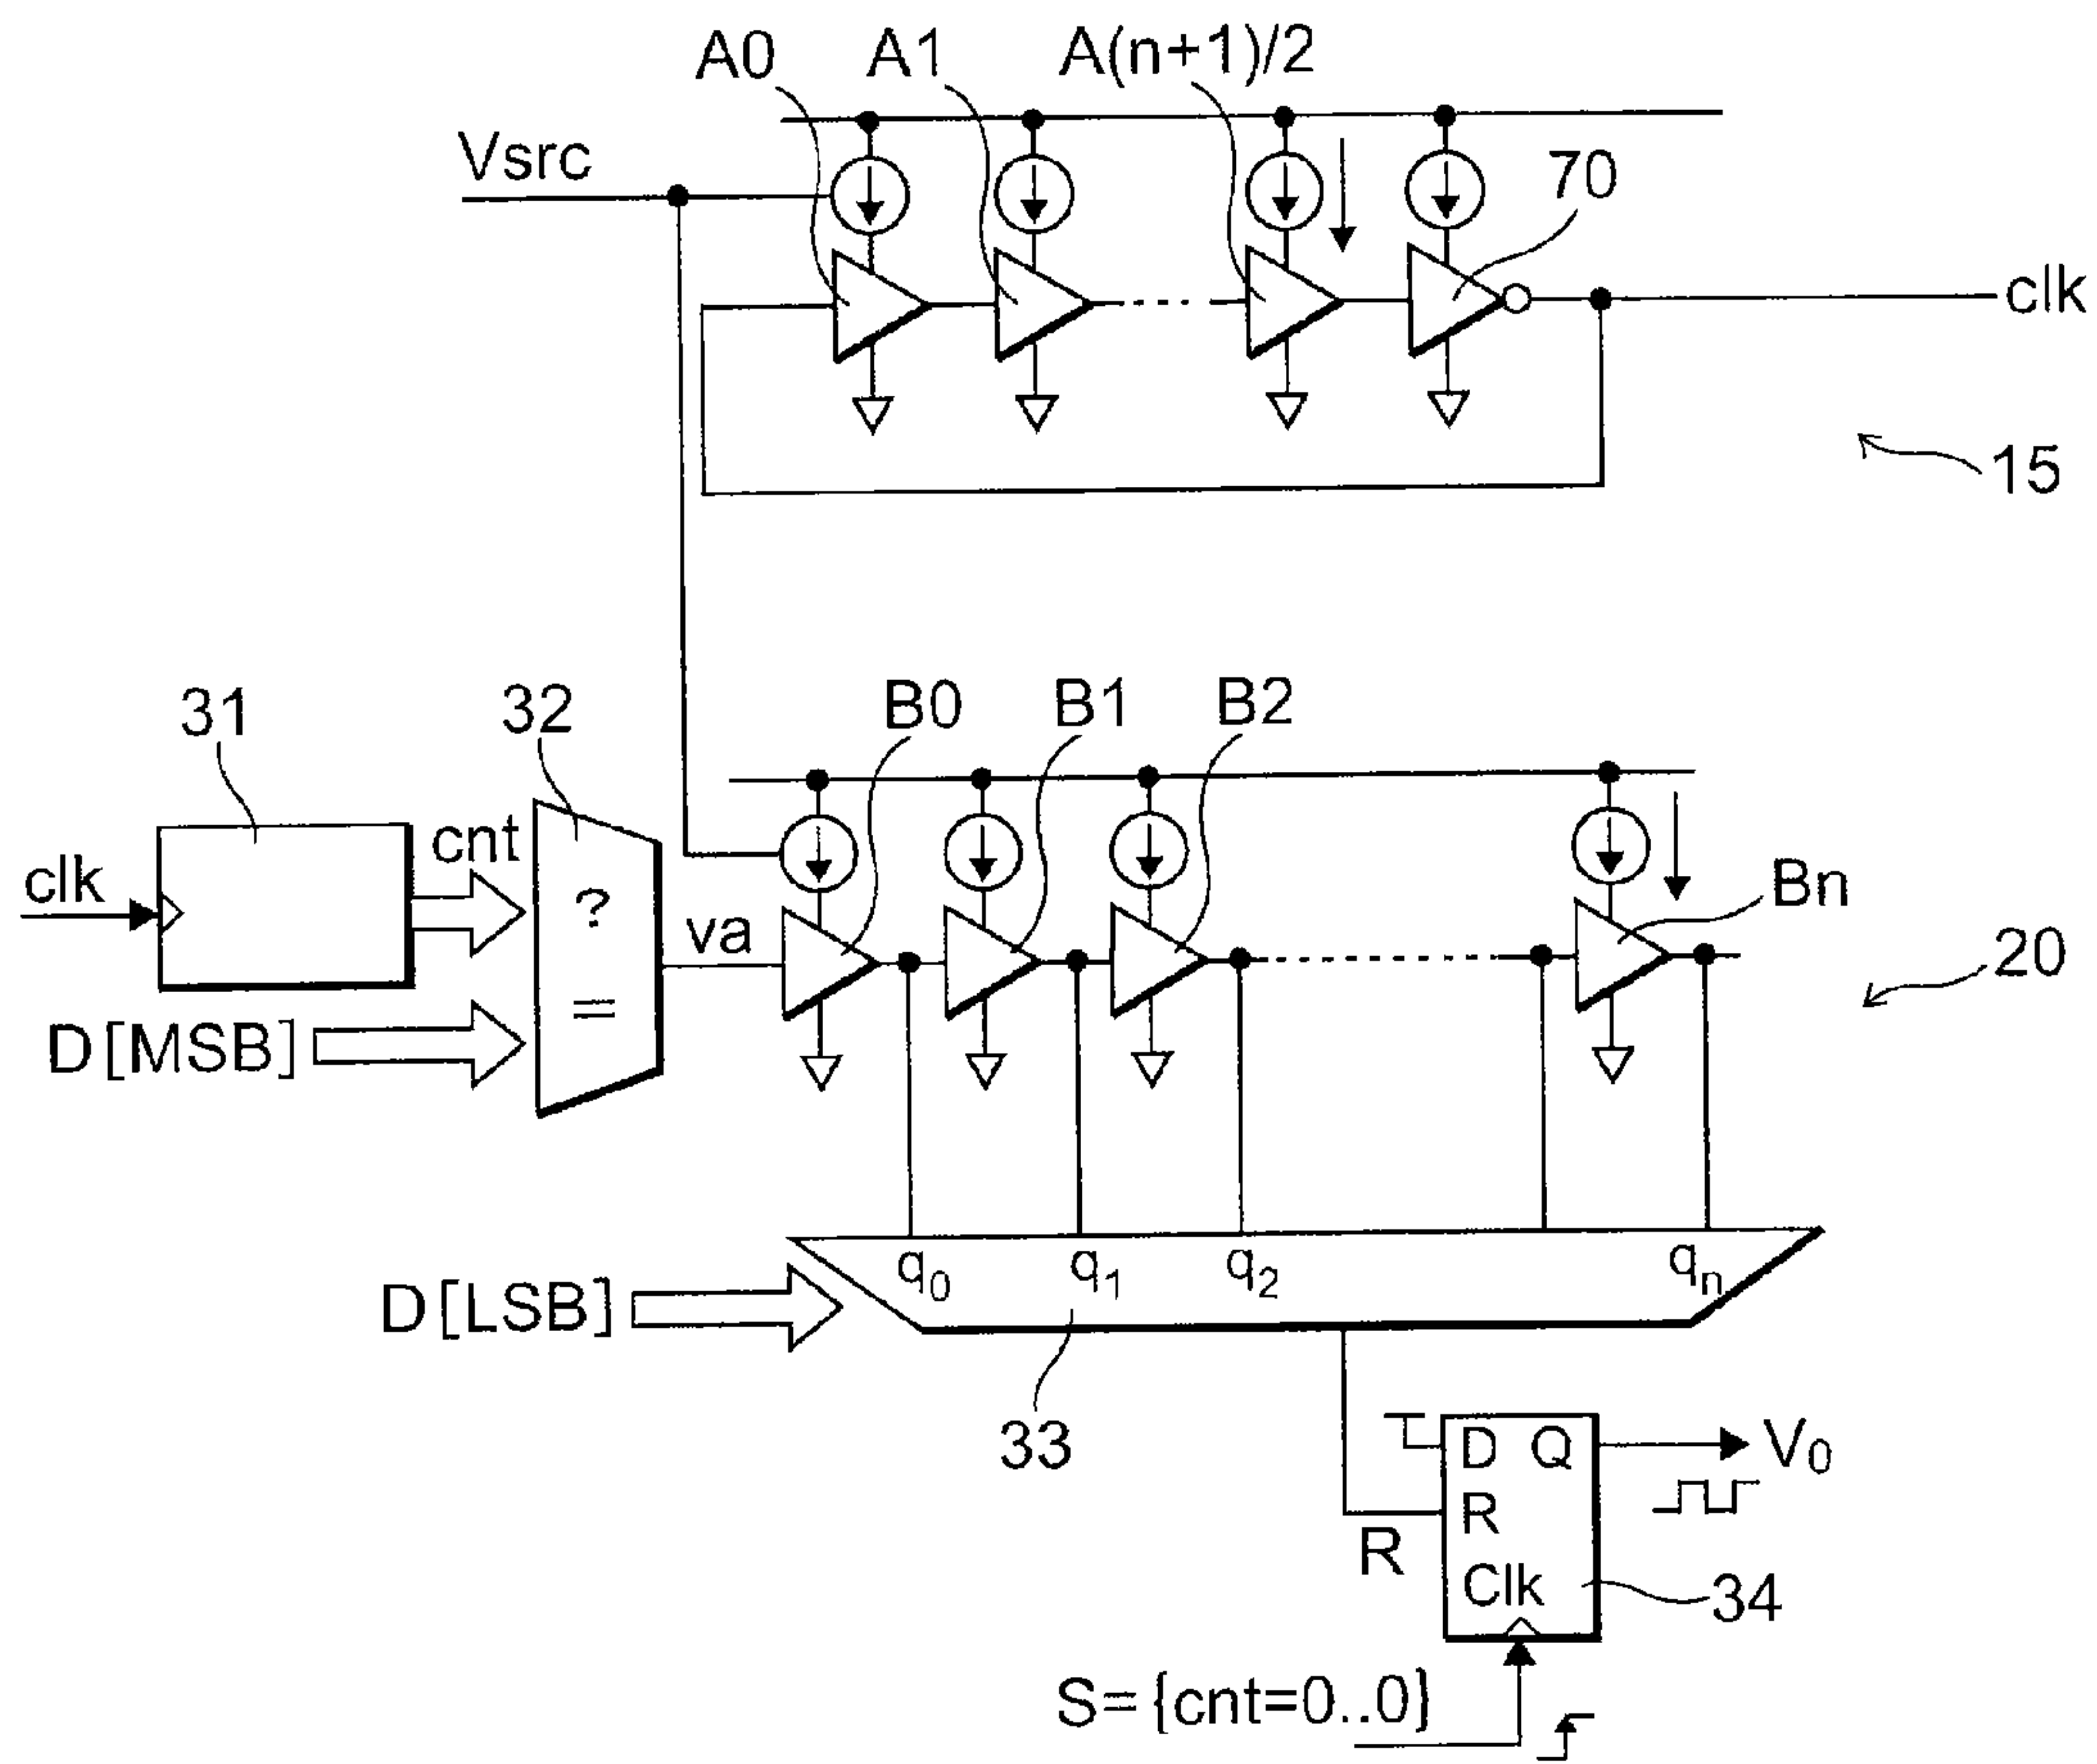 A0 A1 A(n+1)/2
Vsrc
70
clk
15
31 32 B0 B1 B2
clk cnt ? Bn
va
20
D[MSB] =
q0 q1 q2 qn
D[LSB]
33
D Q V0
R
R
Clk
34
S={cnt=0..0}